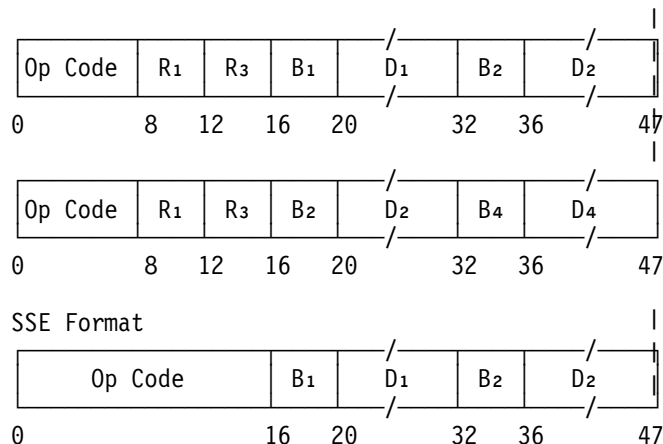 Op Code R₁ R₃ B₁ D₁ B₂ D₂
0 8 12 16 20 32 36 47
Op Code R₁ R₃ B₂ D₂ B₄ D₄
0 8 12 16 20 32 36 47
SSE Format
Op Code B₁ D₁ B₂ D₂
0 16 20 32 36 47